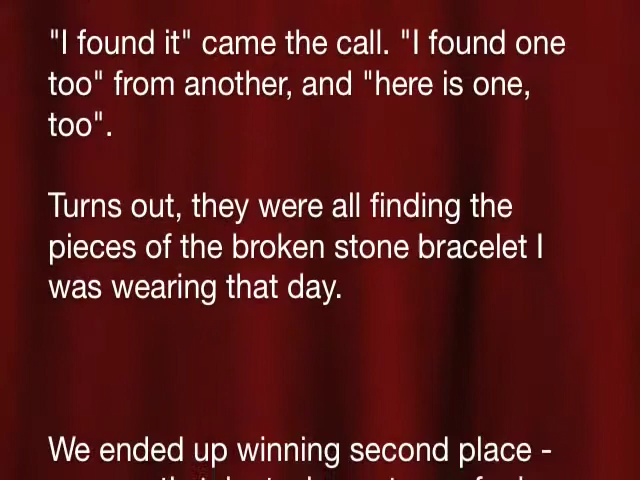 "I found it" came the call. "I found one
too" from another, and "here is one,
too".
Turns out, they were all finding the
pieces of the broken stone bracelet I
was wearing that day.
We ended up winning second place -